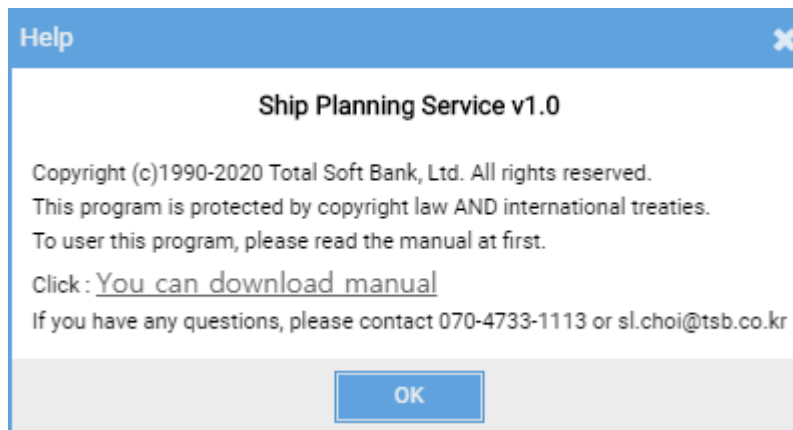 Help
Ship Planning Service v1.0
Copyright (c)1990-2020 Total Soft Bank, Ltd. All rights reserved.
This program is protected by copyright law AND international treaties.
To user this program, please read the manual at first.
Click : You can download manual
If you have any questions, please contact 070-4733-1113 or sl.choi@tsb.co.kr
OK